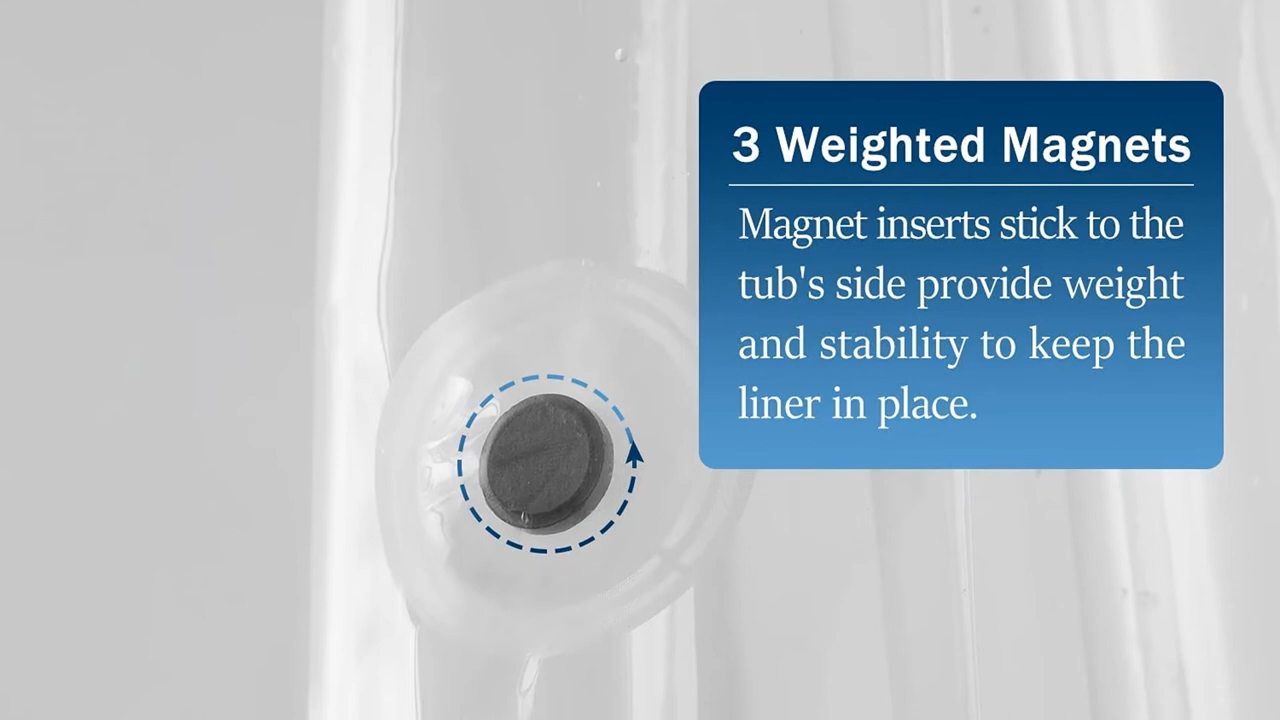 3 Weighted Magnets
Magnet inserts stick to the
tub's side provide weight
and stability to keep the
liner in place.